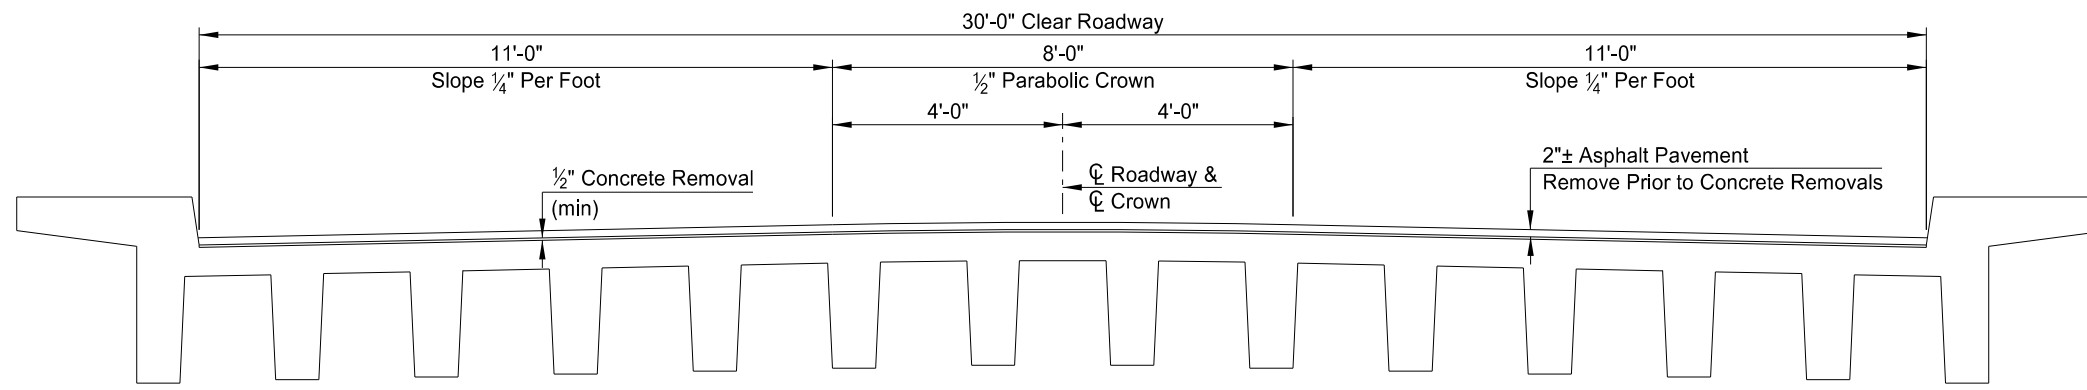 30'-0" Clear Roadway
11'-0"
Slope ¼" Per Foot
8'-0"
½" Parabolic Crown
11'-0"
Slope ¼" Per Foot
4'-0"
4'-0"
½" Concrete Removal
(min)
℄ Roadway &
℄ Crown
2"± Asphalt Pavement
Remove Prior to Concrete Removals